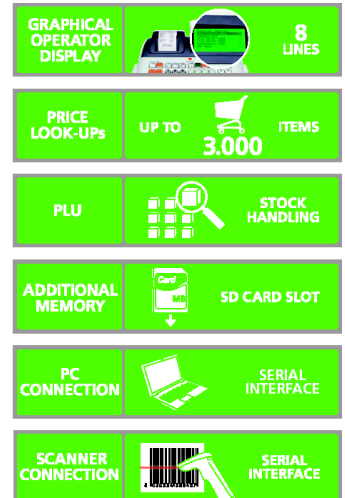 GRAPHICAL
OPERATOR
DISPLAY
8
LINES
PRICE
LOOK-UPs
UP TO
3.000
ITEMS
PLU
STOCK
HANDLING
ADDITIONAL
MEMORY
Card
MB
SD CARD SLOT
PC
CONNECTION
SERIAL
INTERFACE
SCANNER
CONNECTION
SERIAL
INTERFACE